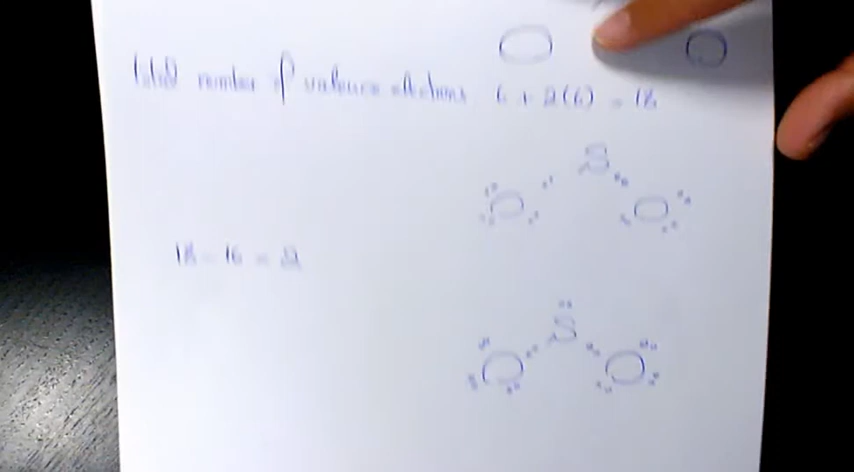 O O
Total number of valence electrons 6 + 2(6) = 18
S
O O
18 - 16 = 2
S
O O